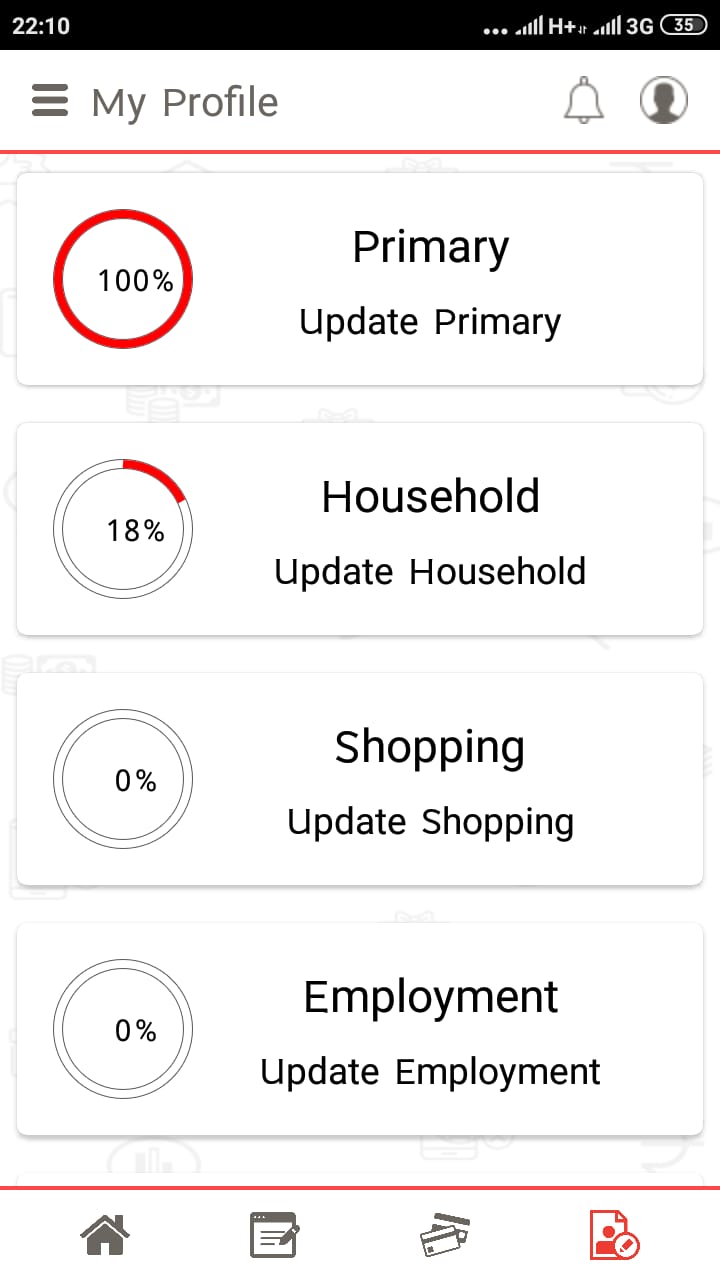 22:10
H+ 3G 35
My Profile
100%
Primary
Update Primary
18%
Household
Update Household
0%
Shopping
Update Shopping
0%
Employment
Update Employment